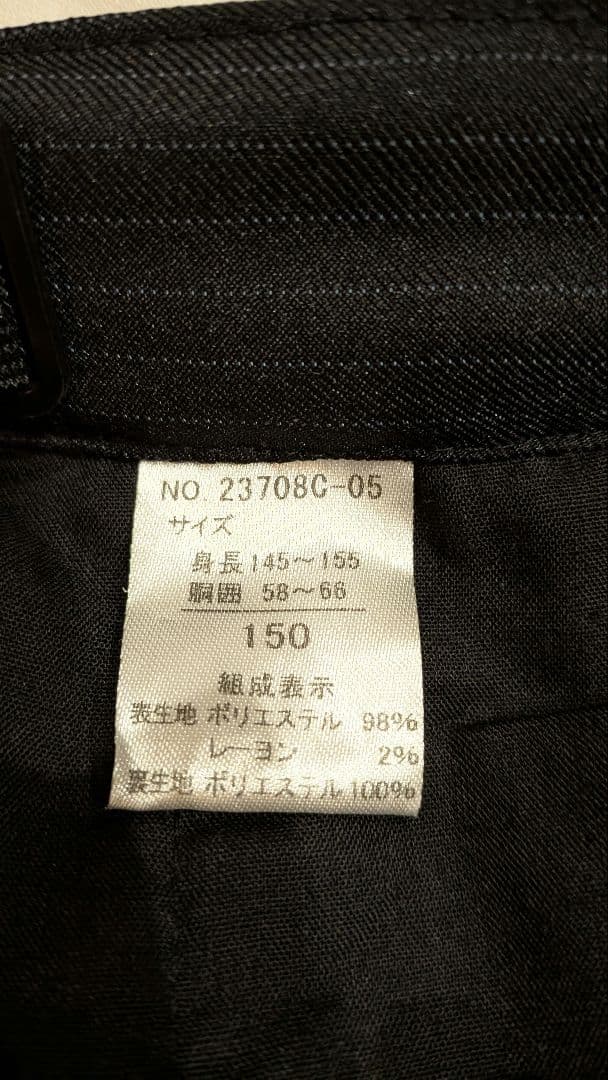 NO. 23708C-05
サイズ
身長 145～155
胴囲 58～66
150
組成表示
表生地 ポリエステル 98%
レーヨン 2%
裏生地 ポリエステル 100%